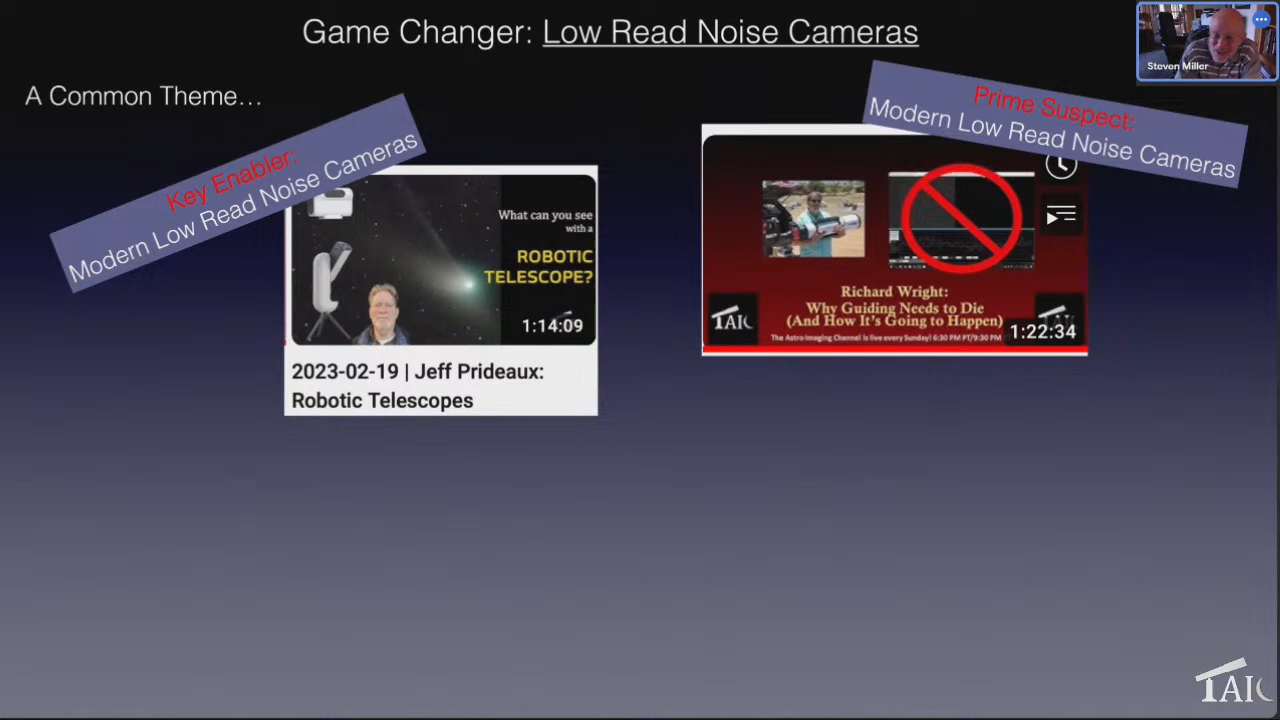 Game Changer: Low Read Noise Cameras
Steven Miller
A Common Theme…
Key Enabler:
Modern Low Read Noise Cameras
What can you see
with a
ROBOTIC
TELESCOPE?
1:14:09
2023-02-19 | Jeff Prideaux:
Robotic Telescopes
Prime Suspect:
Modern Low Read Noise Cameras
Richard Wright:
Why Guiding Needs to Die
(And How It's Going to Happen)
TAIC
1:22:34
The Astro Imaging Channel is live every Sunday! 6:30 PM PT/9:30 PM
TAIC